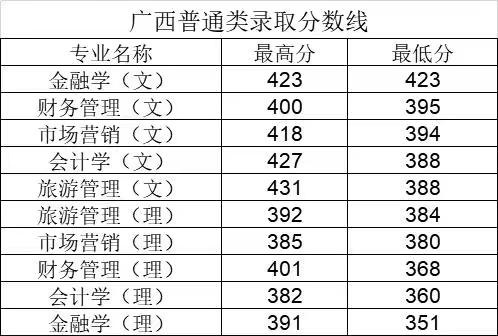 广西普通类录取分数线
专业名称 最高分 最低分
金融学（文） 423 423
财务管理（文） 400 395
市场营销（文） 418 394
会计学（文） 427 388
旅游管理（文） 431 388
旅游管理（理） 392 384
市场营销（理） 385 380
财务管理（理） 401 368
会计学（理） 382 360
金融学（理） 391 351